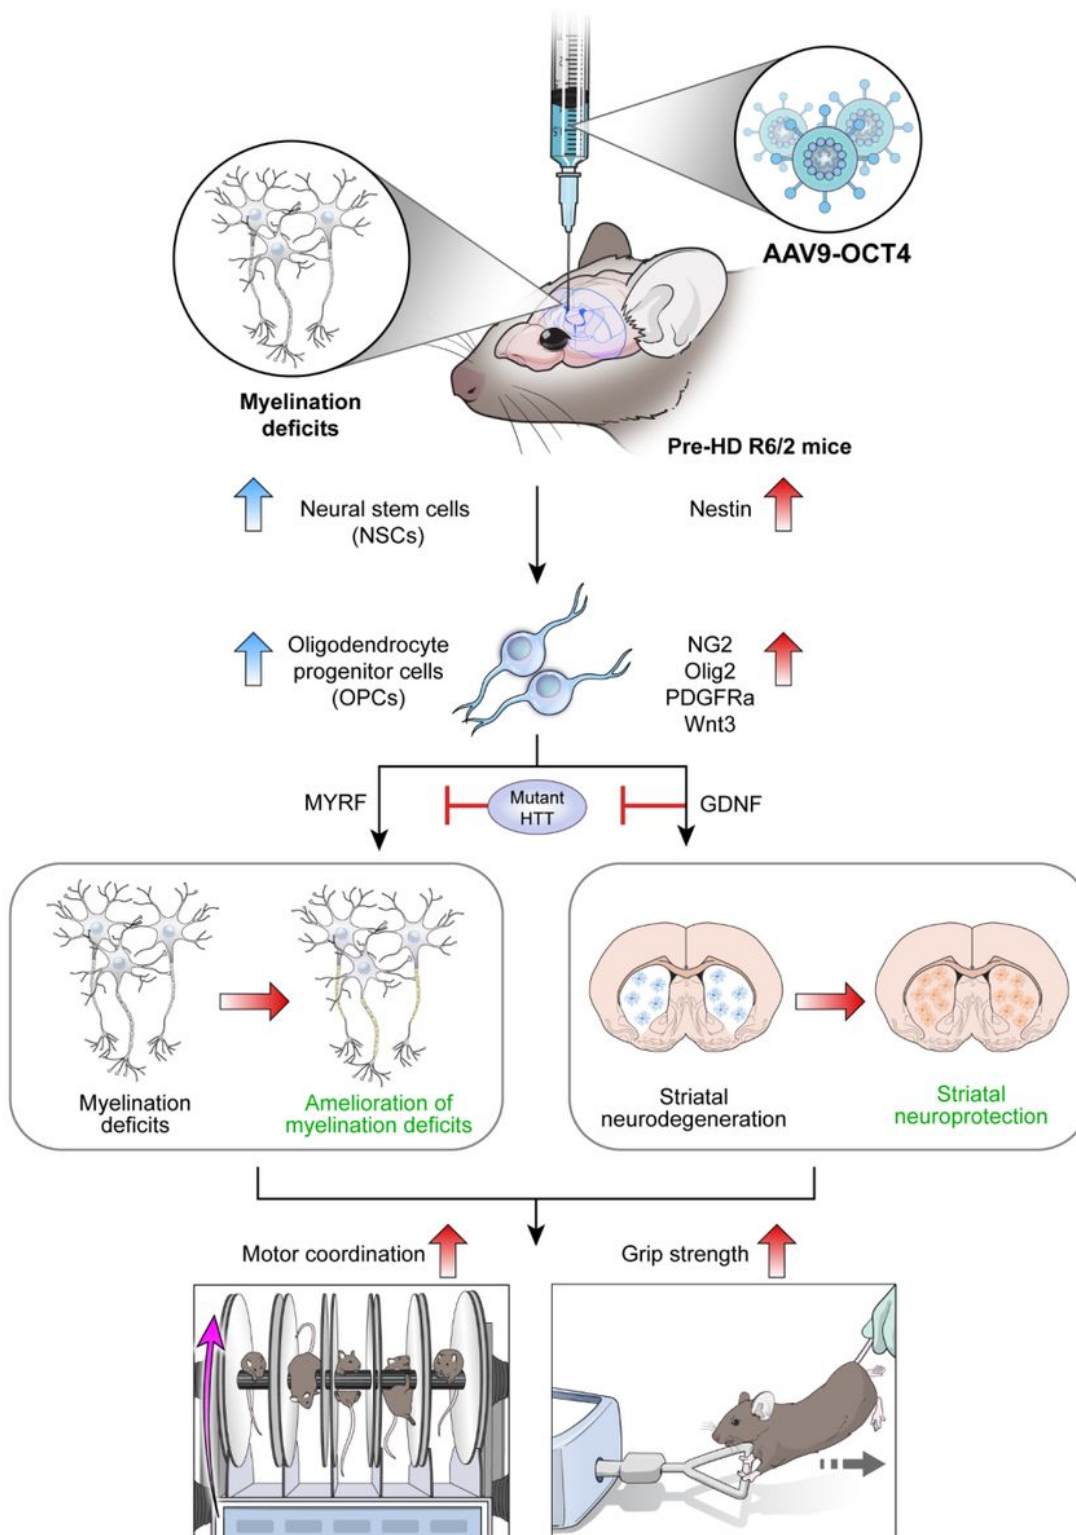 AAV9-OCT4
Myelination
deficits
Pre-HD R6/2 mice
Neural stem cells
(NSCs)
Nestin
Oligodendrocyte
progenitor cells
(OPCs)
NG2
Olig2
PDGFRa
Wnt3
MYRF
Mutant
HTT
GDNF
Myelination
deficits
Amelioration of
myelination deficits
Striatal
neurodegeneration
Striatal
neuroprotection
Motor coordination
Grip strength